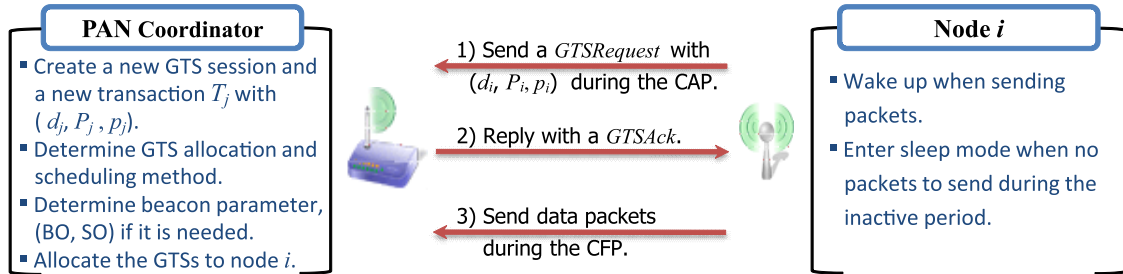 PAN Coordinator
▪ Create a new GTS session and
a new transaction Tj with
( dj, Pj , pj).
▪ Determine GTS allocation and
scheduling method.
▪ Determine beacon parameter,
(BO, SO) if it is needed.
▪ Allocate the GTSs to node i.
1) Send a GTSRequest with
(di, Pi, pi) during the CAP.
2) Reply with a GTSAck.
3) Send data packets
during the CFP.
Node i
▪ Wake up when sending
packets.
▪ Enter sleep mode when no
packets to send during the
inactive period.